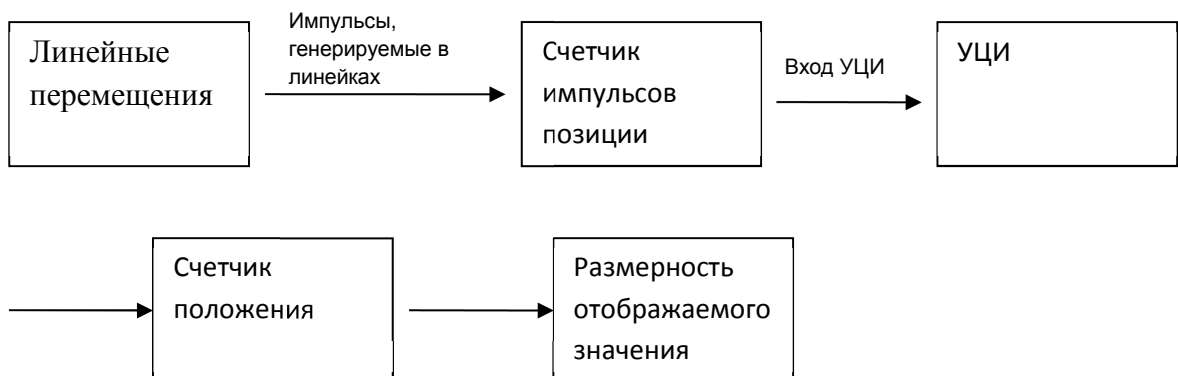 Линейные
перемещения
Импульсы,
генерируемые в
линейках
Счетчик
импульсов
позиции
Вход УЦИ
УЦИ
Счетчик
положения
Размерность
отображаемого
значения